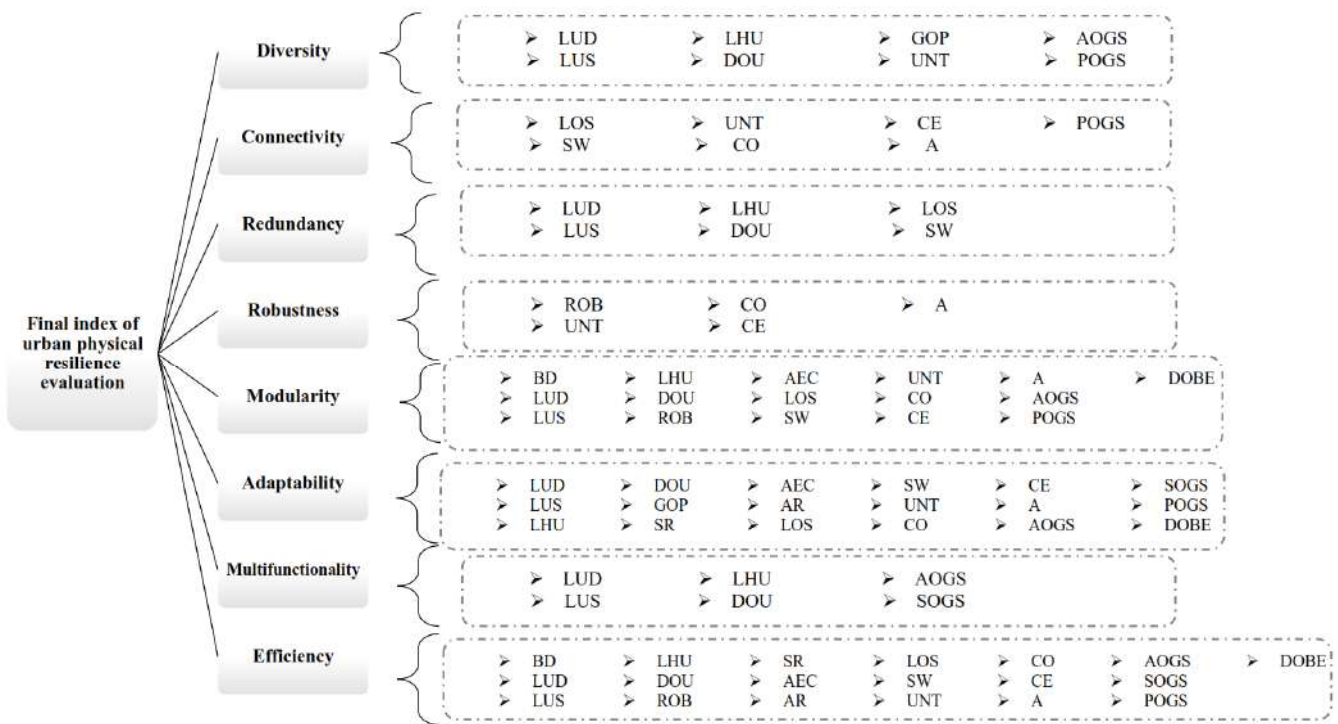 Final index of
urban physical
resilience
evaluation
Diversity
➢ LUD ➢ LHU ➢ GOP ➢ AOGS
➢ LUS ➢ DOU ➢ UNT ➢ POGS
Connectivity
➢ LOS ➢ UNT ➢ CE ➢ POGS
➢ SW ➢ CO ➢ A
Redundancy
➢ LUD ➢ LHU ➢ LOS
➢ LUS ➢ DOU ➢ SW
Robustness
➢ ROB ➢ CO ➢ A
➢ UNT ➢ CE
Modularity
➢ BD ➢ LHU ➢ AEC ➢ UNT ➢ A ➢ DOBE
➢ LUD ➢ DOU ➢ LOS ➢ CO ➢ AOGS
➢ LUS ➢ ROB ➢ SW ➢ CE ➢ POGS
Adaptability
➢ LUD ➢ DOU ➢ AEC ➢ SW ➢ CE ➢ SOGS
➢ LUS ➢ GOP ➢ AR ➢ UNT ➢ A ➢ POGS
➢ LHU ➢ SR ➢ LOS ➢ CO ➢ AOGS ➢ DOBE
Multifunctionality
➢ LUD ➢ LHU ➢ AOGS
➢ LUS ➢ DOU ➢ SOGS
Efficiency
➢ BD ➢ LHU ➢ SR ➢ LOS ➢ CO ➢ AOGS ➢ DOBE
➢ LUD ➢ DOU ➢ AEC ➢ SW ➢ CE ➢ SOGS
➢ LUS ➢ ROB ➢ AR ➢ UNT ➢ A ➢ POGS